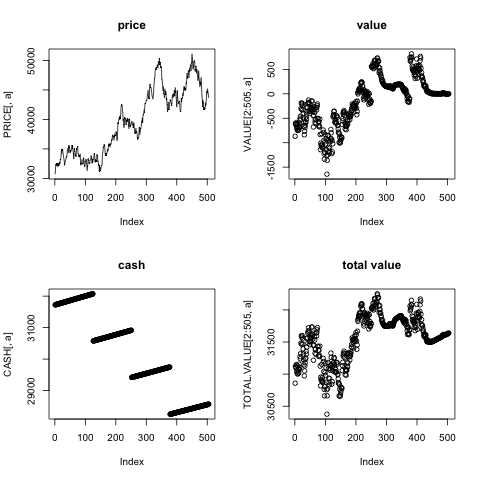 price
PRICE[, a]
30000
40000
50000
0 100 200 300 400 500
Index
value
VALUE[2:505, a]
-1500
-500
0
500
0 100 200 300 400 500
Index
cash
CASH[, a]
29000
31000
0 100 200 300 400 500
Index
total value
TOTAL.VALUE[2:505, a]
30500
31500
0 100 200 300 400 500
Index